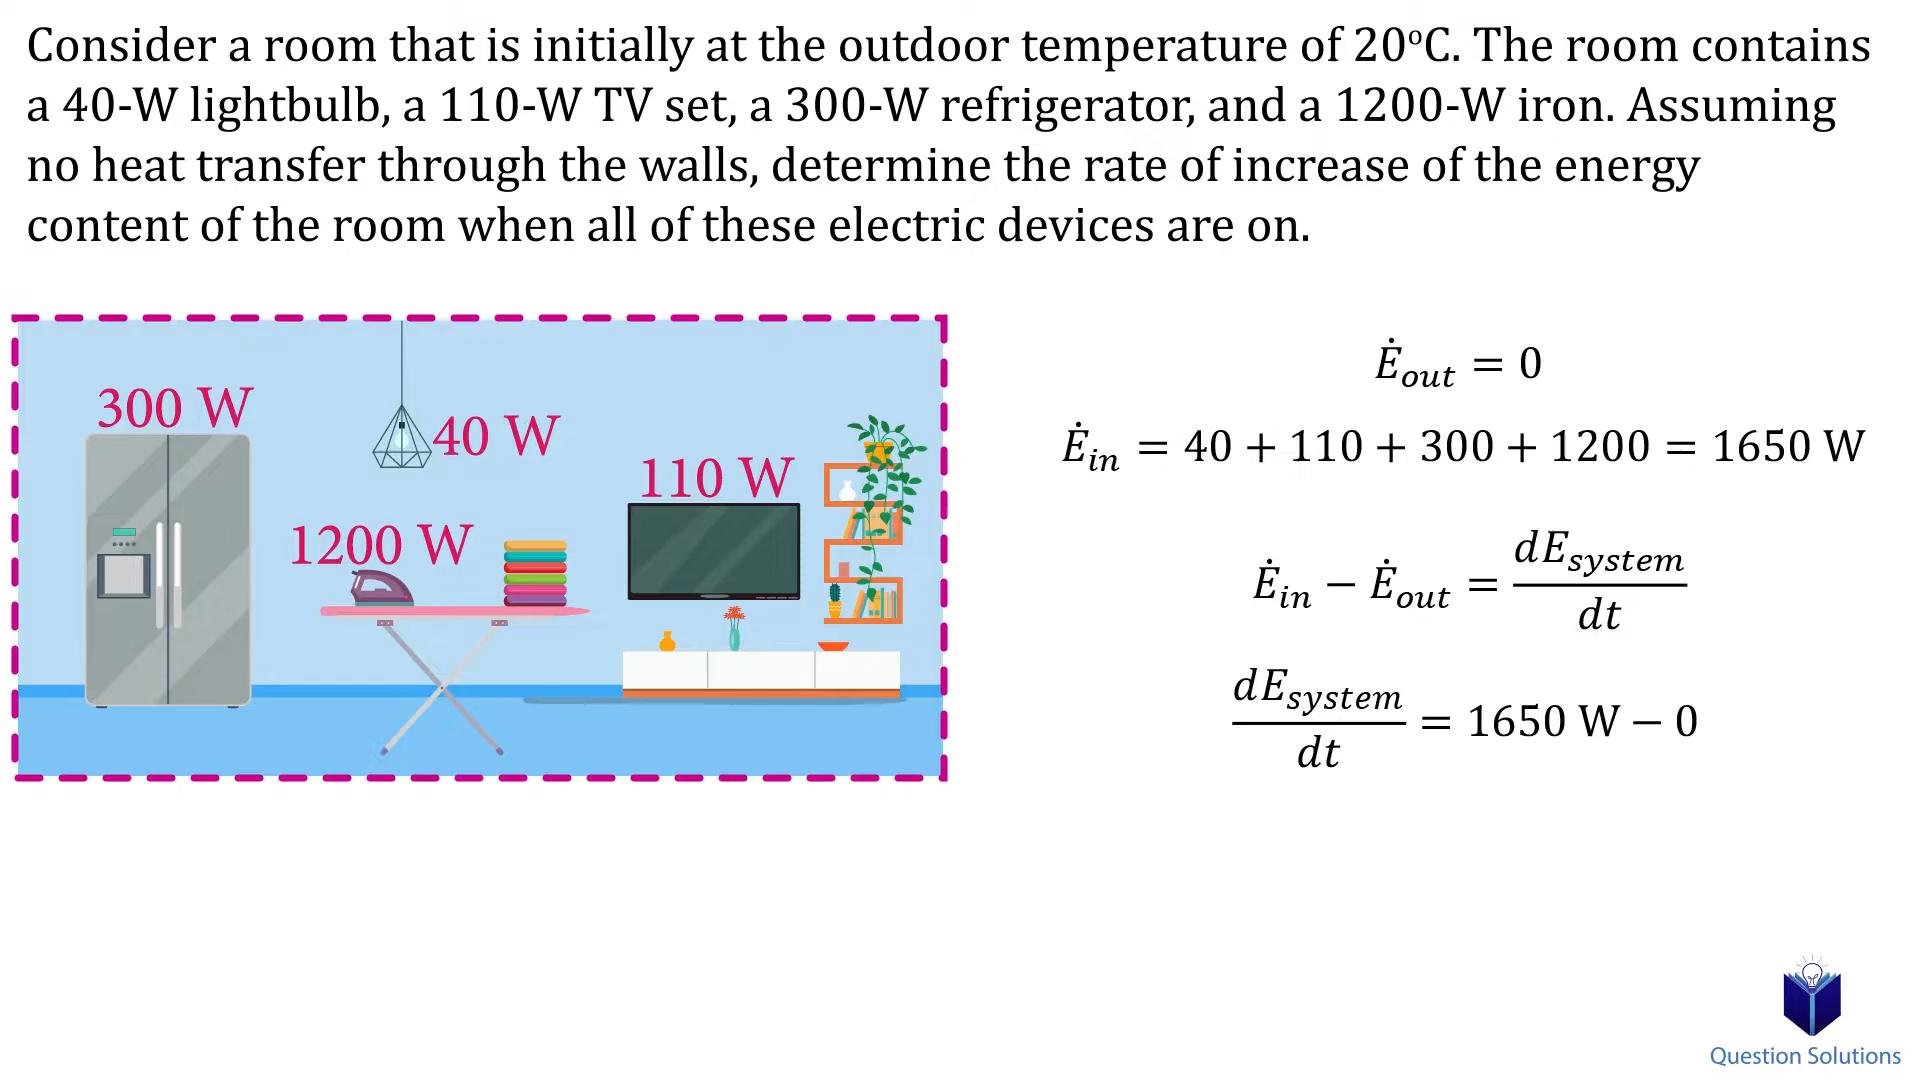 Consider a room that is initially at the outdoor temperature of 20°C. The room contains
a 40-W lightbulb, a 110-W TV set, a 300-W refrigerator, and a 1200-W iron. Assuming
no heat transfer through the walls, determine the rate of increase of the energy
content of the room when all of these electric devices are on.
300 W
40 W
110 W
1200 W
Ė_out = 0
Ė_in = 40 + 110 + 300 + 1200 = 1650 W
Ė_in − Ė_out = dE_system/dt
dE_system/dt = 1650 W − 0
Question Solutions